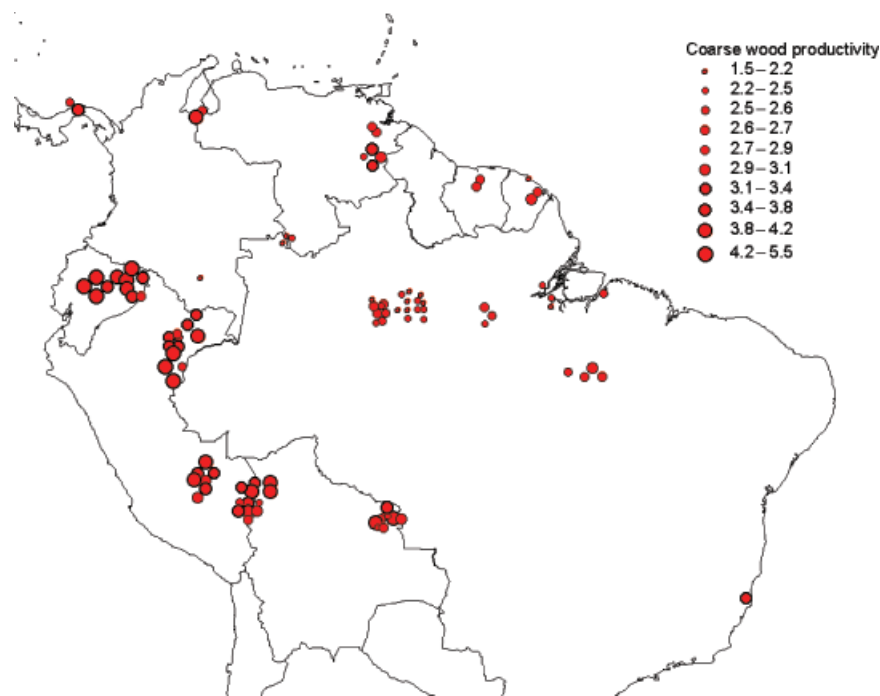 Coarse wood productivity
1.5 – 2.2
2.2 – 2.5
2.5 – 2.6
2.6 – 2.7
2.7 – 2.9
2.9 – 3.1
3.1 – 3.4
3.4 – 3.8
3.8 – 4.2
4.2 – 5.5